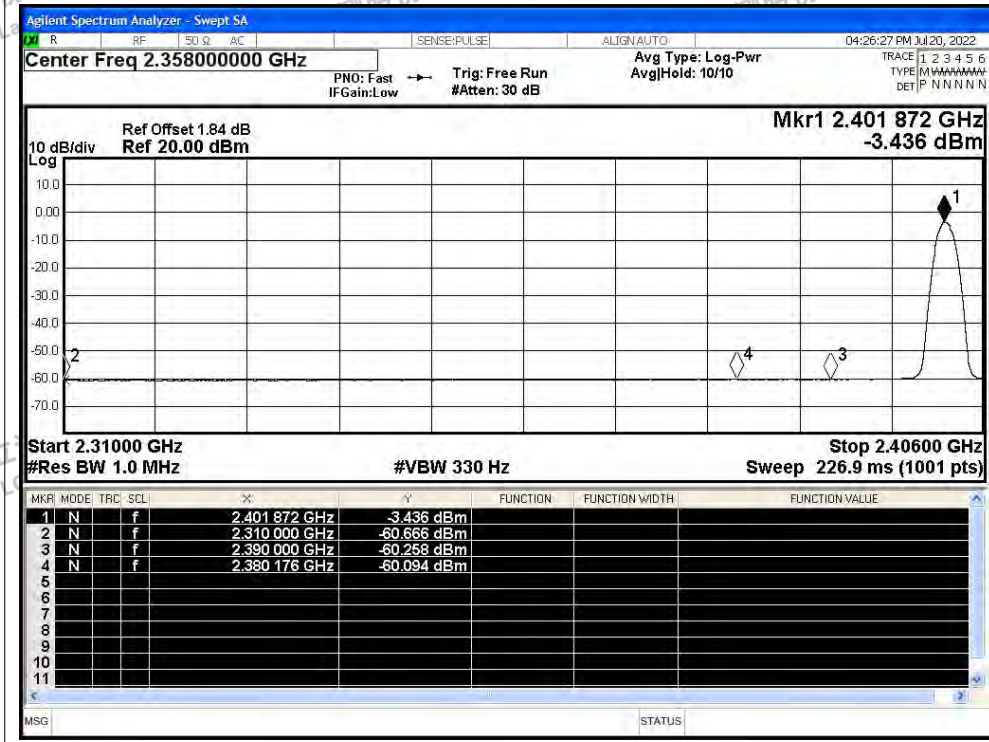 Agilent Spectrum Analyzer - Swept SA
R RF 50 Ω AC SENSE:PULSE ALIGN AUTO 04:26:27 PM Jul 20, 2022
Center Freq 2.358000000 GHz
PNO: Fast Trig: Free Run Avg Type: Log-Pwr TRACE 1 2 3 4 5 6
IFGain:Low #Atten: 30 dB Avg|Hold: 10/10 TYPE M WWWWW
DET P N N N N N
Mkr1 2.401 872 GHz
-3.436 dBm
Ref Offset 1.84 dB
10 dB/div Ref 20.00 dBm
Log
10.0
0.00
-10.0
-20.0
-30.0
-40.0
-50.0
-60.0
-70.0
1
2
4
3
Start 2.31000 GHz Stop 2.40600 GHz
#Res BW 1.0 MHz #VBW 330 Hz Sweep 226.9 ms (1001 pts)
MKR MODE TRC SCL X Y FUNCTION FUNCTION WIDTH FUNCTION VALUE
1 N f 2.401 872 GHz -3.436 dBm
2 N f 2.310 000 GHz -60.666 dBm
3 N f 2.390 000 GHz -60.258 dBm
4 N f 2.380 176 GHz -60.094 dBm
5
6
7
8
9
10
11
MSG STATUS